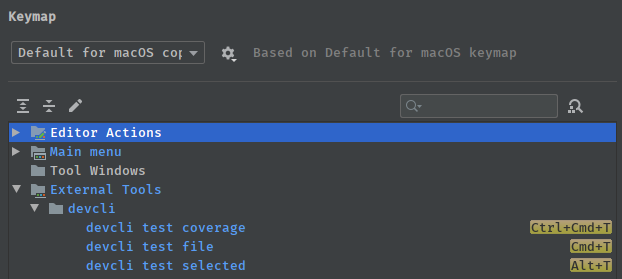 Keymap
Default for macOS cop
Based on Default for macOS keymap
Editor Actions
Main menu
Tool Windows
External Tools
devcli
devcli test coverage Ctrl+Cmd+T
devcli test file Cmd+T
devcli test selected Alt+T